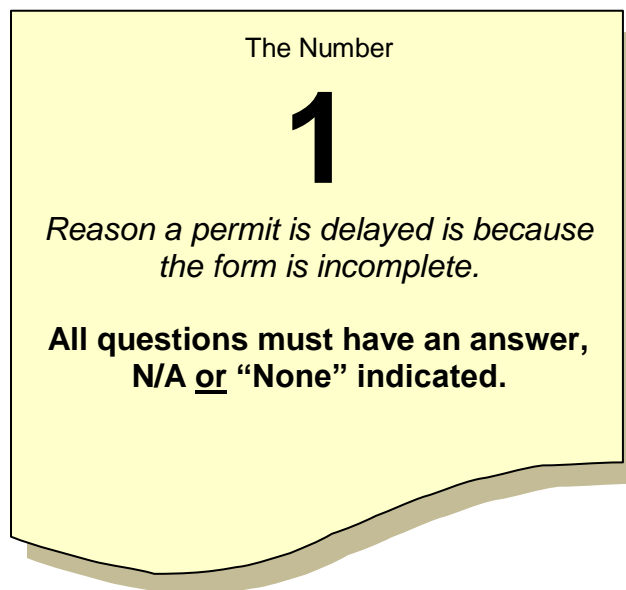 The Number
1
Reason a permit is delayed is because
the form is incomplete.
All questions must have an answer,
N/A or “None” indicated.